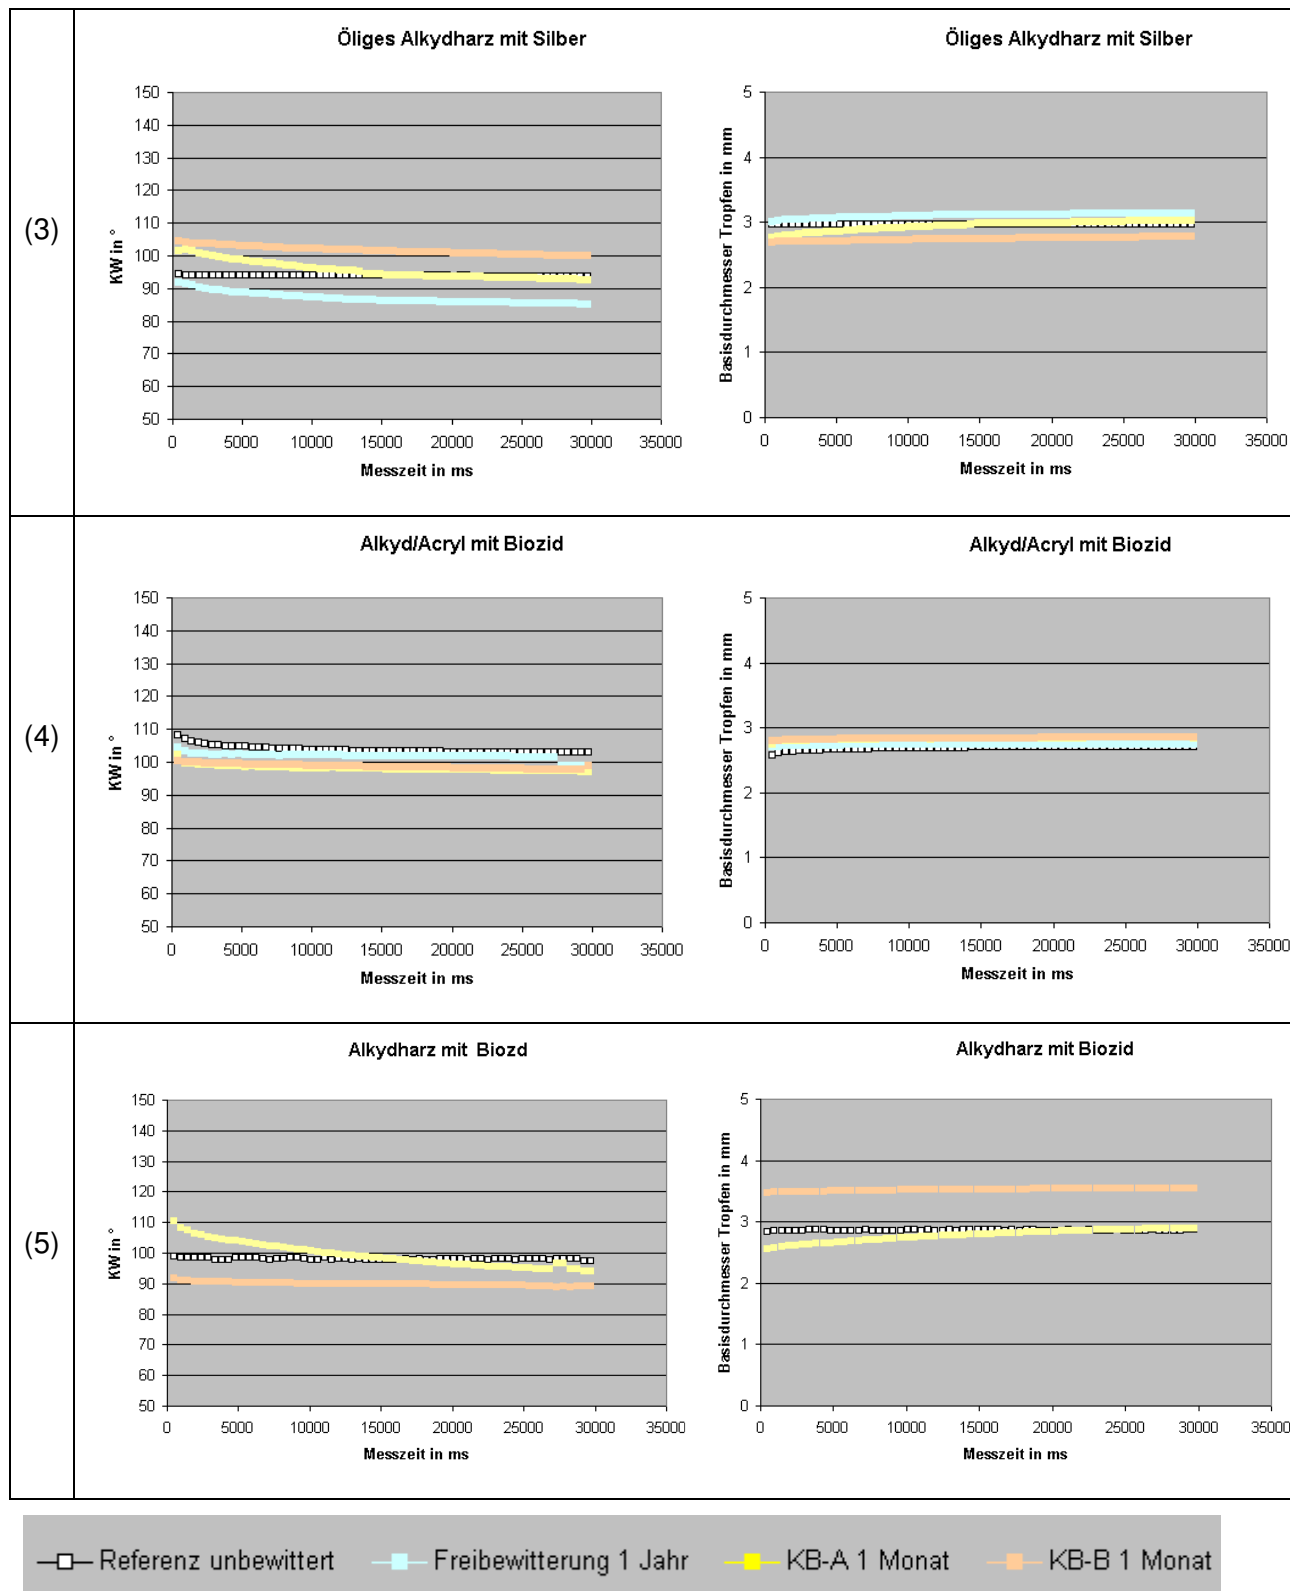 (3)
Öliges Alkydharz mit Silber
KW in °
150
140
130
120
110
100
90
80
70
60
50
0 5000 10000 15000 20000 25000 30000 35000
Messzeit in ms
Öliges Alkydharz mit Silber
Basisdurchmesser Tropfen in mm
5
4
3
2
1
0
0 5000 10000 15000 20000 25000 30000 35000
Messzeit in ms
(4)
Alkyd/Acryl mit Biozid
KW in °
150
140
130
120
110
100
90
80
70
60
50
0 5000 10000 15000 20000 25000 30000 35000
Messzeit in ms
Alkyd/Acryl mit Biozid
Basisdurchmesser Tropfen in mm
5
4
3
2
1
0
0 5000 10000 15000 20000 25000 30000 35000
Messzeit in ms
(5)
Alkydharz mit Biozd
KW in °
150
140
130
120
110
100
90
80
70
60
50
0 5000 10000 15000 20000 25000 30000 35000
Messzeit in ms
Alkydharz mit Biozid
Basisdurchmesser Tropfen in mm
5
4
3
2
1
0
0 5000 10000 15000 20000 25000 30000 35000
Messzeit in ms
Referenz unbewittert Freibewitterung 1 Jahr KB-A 1 Monat KB-B 1 Monat